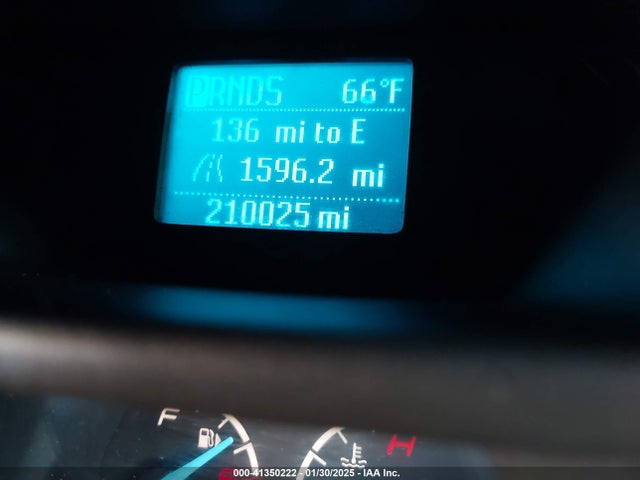 PRNDS 66°F
136 mi to E
1596.2 mi
210025 mi
F H
000-41350222 - 01/30/2025 - IAA Inc.